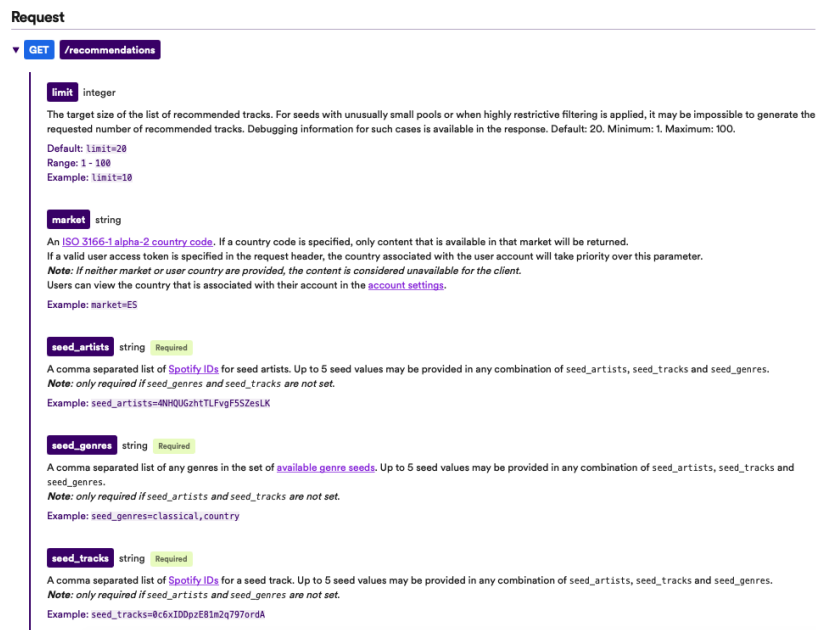 Request
GET /recommendations
limit integer
The target size of the list of recommended tracks. For seeds with unusually small pools or when highly restrictive filtering is applied, it may be impossible to generate the
requested number of recommended tracks. Debugging information for such cases is available in the response. Default: 20. Minimum: 1. Maximum: 100.
Default: limit=20
Range: 1 - 100
Example: limit=10
market string
An ISO 3166-1 alpha-2 country code. If a country code is specified, only content that is available in that market will be returned.
If a valid user access token is specified in the request header, the country associated with the user account will take priority over this parameter.
Note: If neither market or user country are provided, the content is considered unavailable for the client.
Users can view the country that is associated with their account in the account settings.
Example: market=ES
seed_artists string Required
A comma separated list of Spotify IDs for seed artists. Up to 5 seed values may be provided in any combination of seed_artists, seed_tracks and seed_genres.
Note: only required if seed_genres and seed_tracks are not set.
Example: seed_artists=4NHQUGzhtTLFvgF5SZesLK
seed_genres string Required
A comma separated list of any genres in the set of available genre seeds. Up to 5 seed values may be provided in any combination of seed_artists, seed_tracks and
seed_genres.
Note: only required if seed_artists and seed_tracks are not set.
Example: seed_genres=classical,country
seed_tracks string Required
A comma separated list of Spotify IDs for a seed track. Up to 5 seed values may be provided in any combination of seed_artists, seed_tracks and seed_genres.
Note: only required if seed_artists and seed_genres are not set.
Example: seed_tracks=0c6xIDDpzE81m2q797ordA